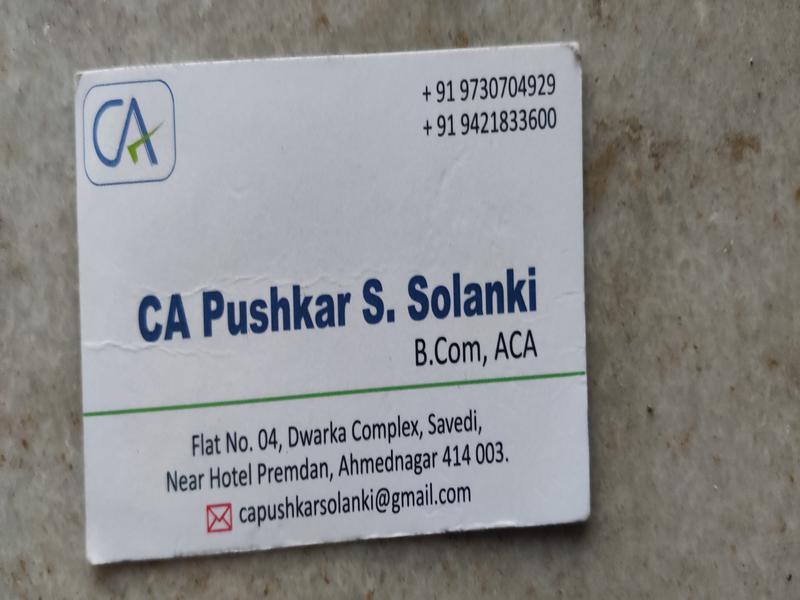 CA
+ 91 9730704929
+ 91 9421833600
CA Pushkar S. Solanki
B.Com, ACA
Flat No. 04, Dwarka Complex, Savedi,
Near Hotel Premdan, Ahmednagar 414 003.
capushkarsolanki@gmail.com